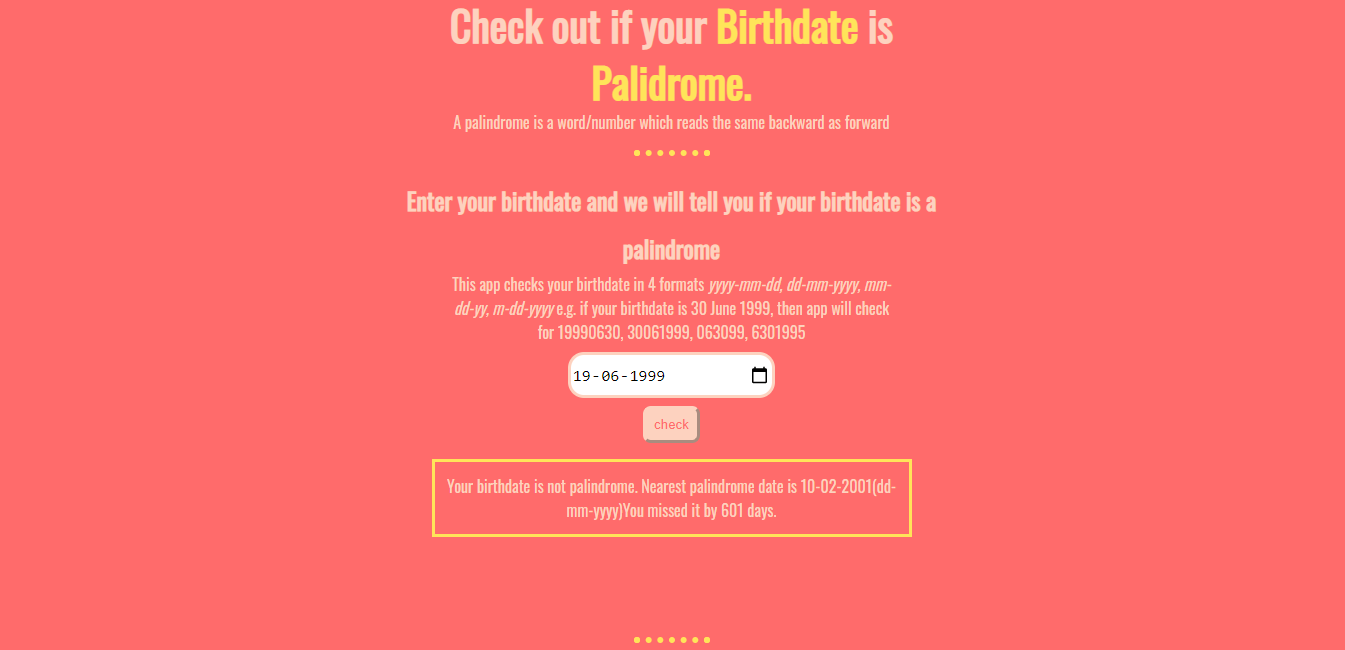 Check out if your Birthdate is
Palidrome.
A palindrome is a word/number which reads the same backward as forward
Enter your birthdate and we will tell you if your birthdate is a
palindrome
This app checks your birthdate in 4 formats yyyy-mm-dd, dd-mm-yyyy, mm-
dd-yy, m-dd-yyyy e.g. if your birthdate is 30 June 1999, then app will check
for 19990630, 30061999, 063099, 6301995
19-06-1999
check
Your birthdate is not palindrome. Nearest palindrome date is 10-02-2001(dd-
mm-yyyy)You missed it by 601 days.